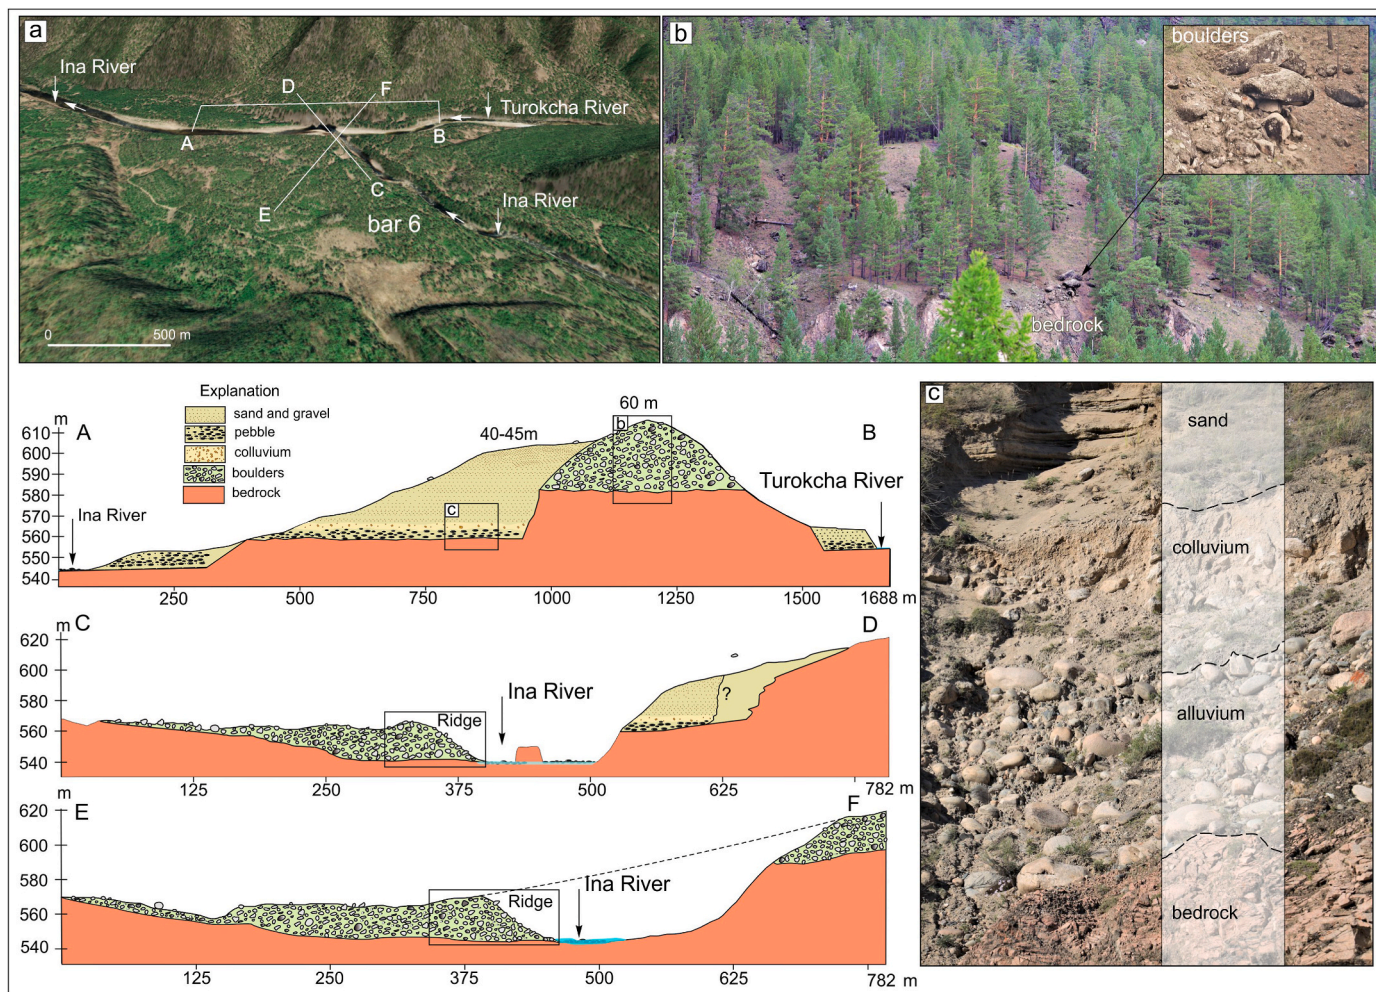 a
Ina River
D
F
Turokcha River
A
B
C
E
bar 6
Ina River
0
500 m
b
boulders
bedrock
Explanation
sand and gravel
pebble
colluvium
boulders
bedrock
m
A
610
600
590
580
570
560
550
540
40-45m
60 m
b
c
B
Turokcha River
Ina River
250
500
750
1000
1250
1500
1688 m
C
m
620
600
580
560
540
Ridge
Ina River
?
D
m
125
250
375
500
625
782 m
E
620
600
580
560
540
Ridge
Ina River
F
m
125
250
375
500
625
782 m
c
sand
colluvium
alluvium
bedrock